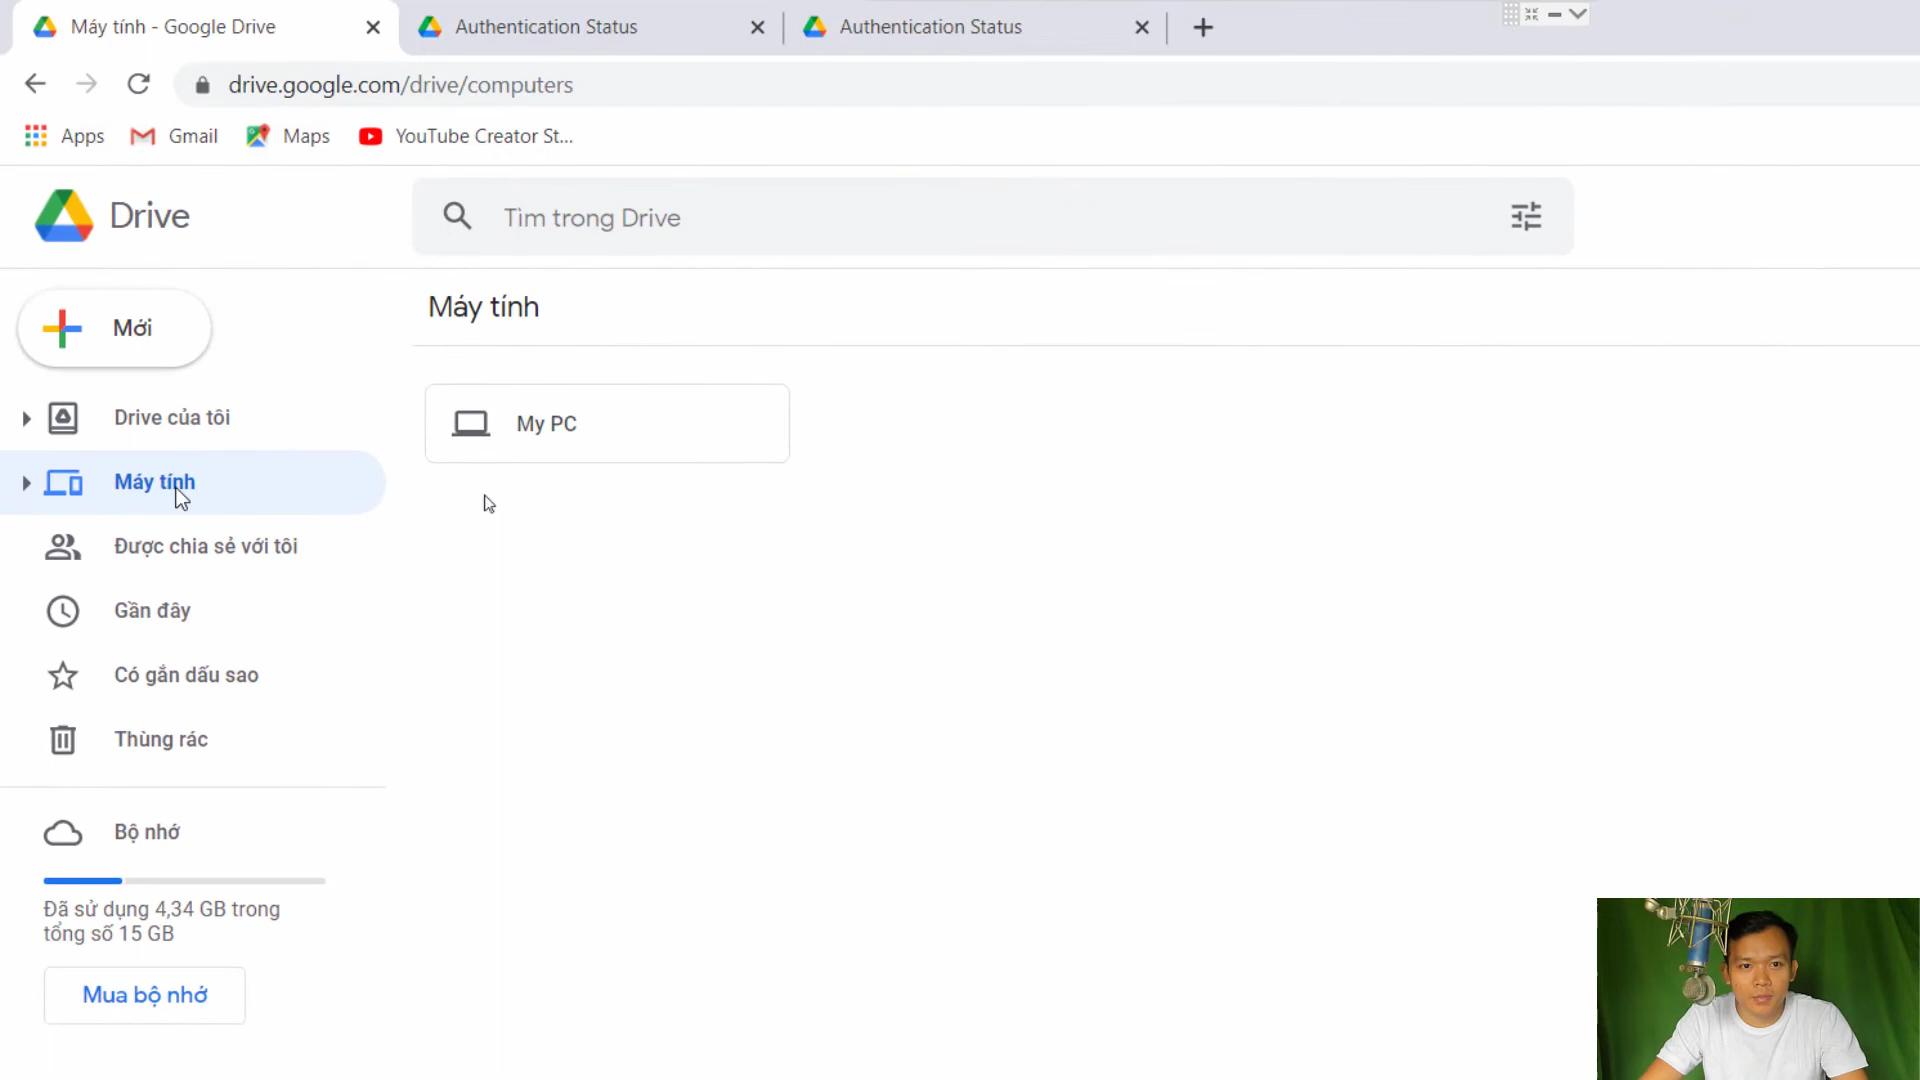 Máy tính - Google Drive
Authentication Status
Authentication Status
drive.google.com/drive/computers
Apps
Gmail
Maps
YouTube Creator St...
Drive
Tìm trong Drive
Mới
Máy tính
My PC
Drive của tôi
Máy tính
Được chia sẻ với tôi
Gần đây
Có gắn dấu sao
Thùng rác
Bộ nhớ
Đã sử dụng 4,34 GB trong
tổng số 15 GB
Mua bộ nhớ